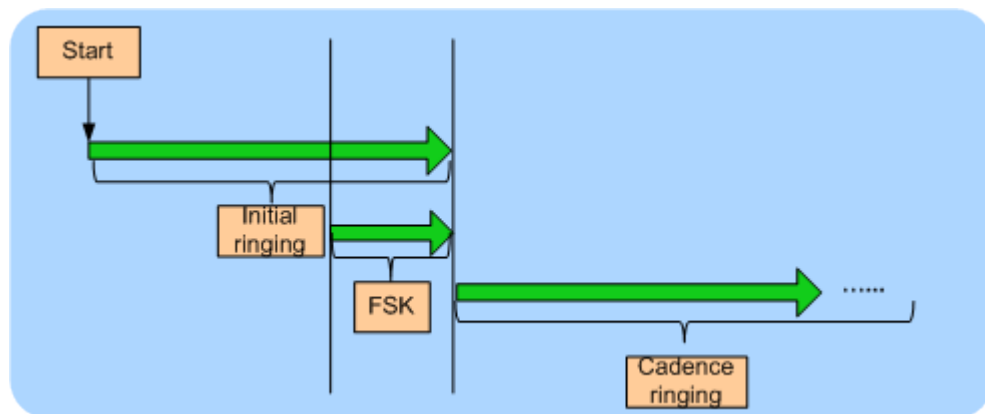 Start
Initial
ringing
FSK
......
Cadence
ringing